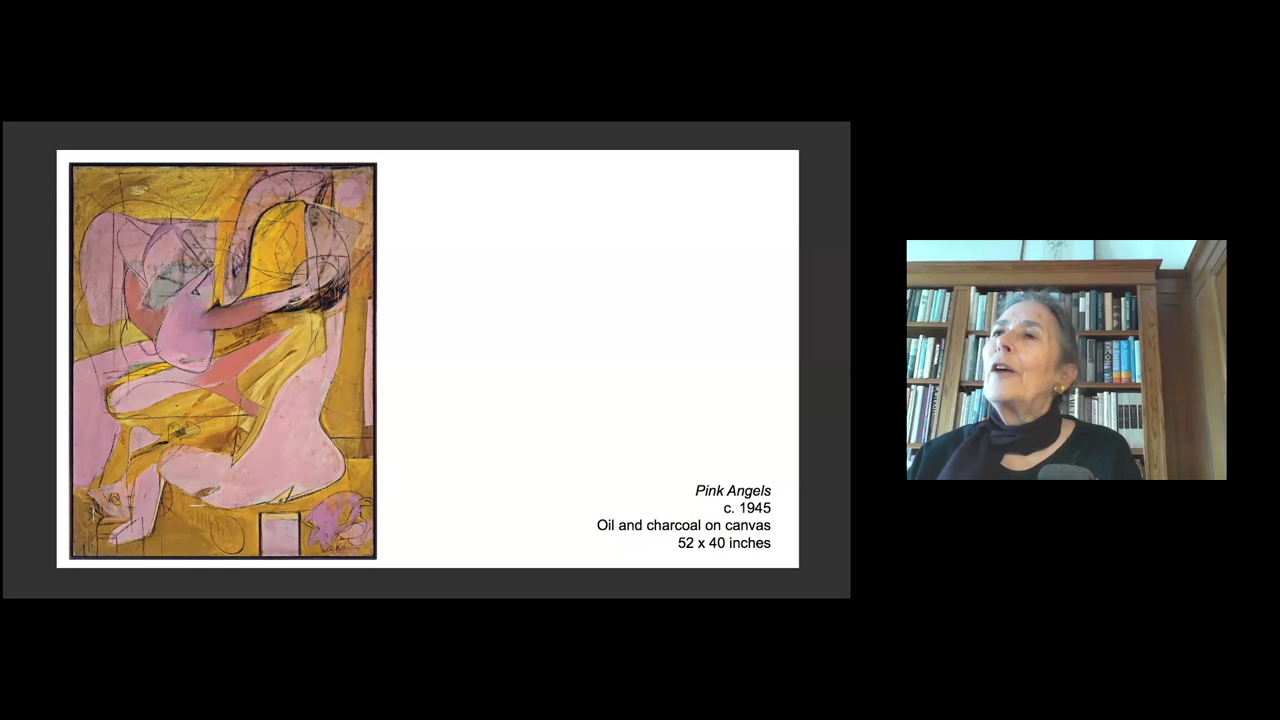 Pink Angels
c. 1945
Oil and charcoal on canvas
52 x 40 inches